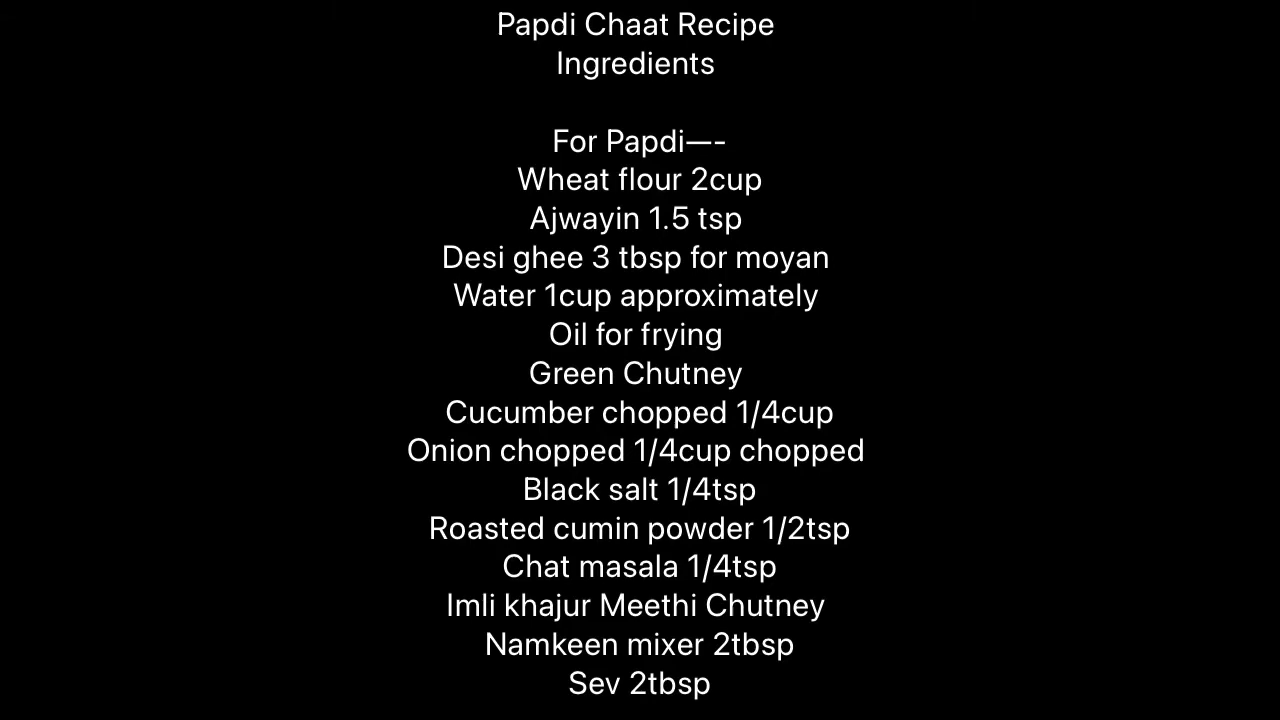 Papdi Chaat Recipe
Ingredients
For Papdi—-
Wheat flour 2cup
Ajwayin 1.5 tsp
Desi ghee 3 tbsp for moyan
Water 1cup approximately
Oil for frying
Green Chutney
Cucumber chopped 1/4cup
Onion chopped 1/4cup chopped
Black salt 1/4tsp
Roasted cumin powder 1/2tsp
Chat masala 1/4tsp
Imli khajur Meethi Chutney
Namkeen mixer 2tbsp
Sev 2tbsp